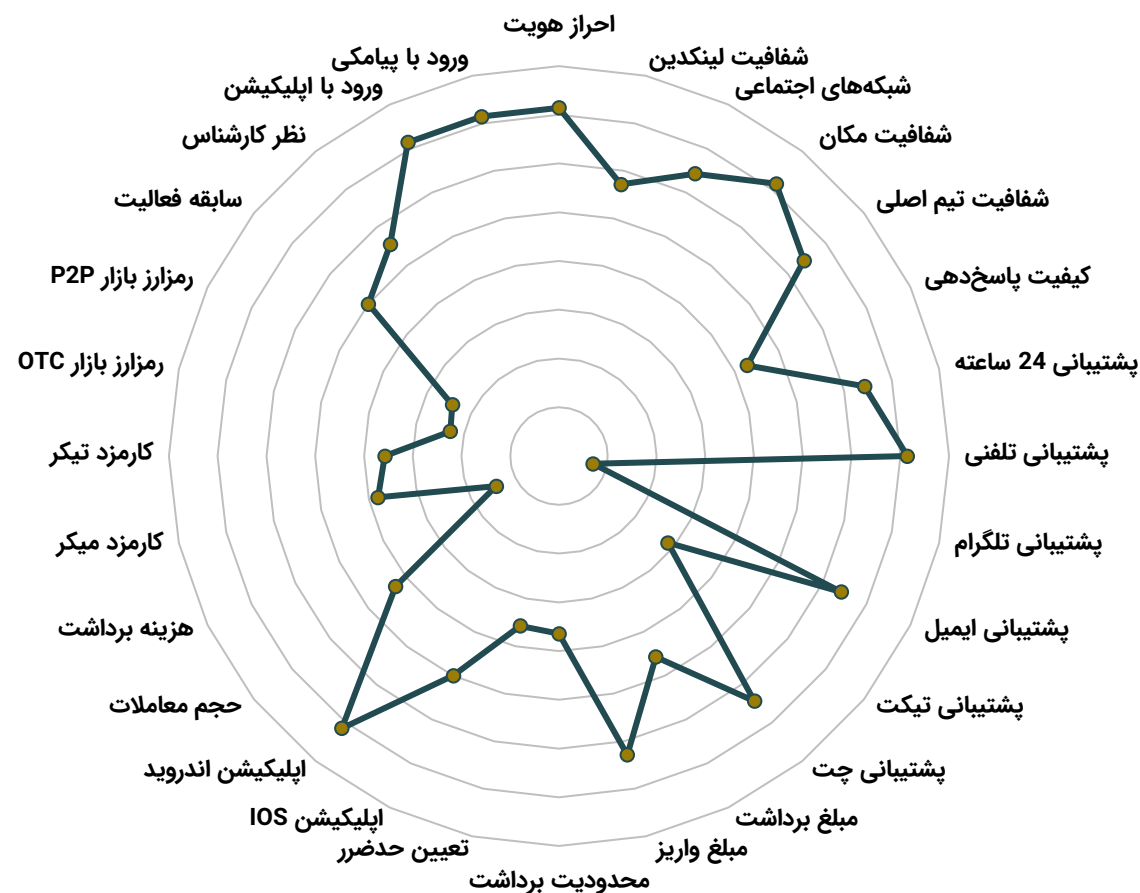 احراز هویت
شفافیت لینکدین
شبکه‌های اجتماعی
شفافیت مکان
شفافیت تیم اصلی
کیفیت پاسخ‌دهی
پشتیبانی 24 ساعته
پشتیبانی تلفنی
پشتیبانی تلگرام
پشتیبانی ایمیل
پشتیبانی تیکت
پشتیبانی چت
مبلغ برداشت
مبلغ واریز
محدودیت برداشت
تعیین حدضرر
اپلیکیشن IOS
اپلیکیشن اندروید
حجم معاملات
هزینه برداشت
کارمزد میکر
کارمزد تیکر
رمزارز بازار OTC
رمزارز بازار P2P
سابقه فعالیت
نظر کارشناس
ورود با اپلیکیشن
ورود با پیامکی